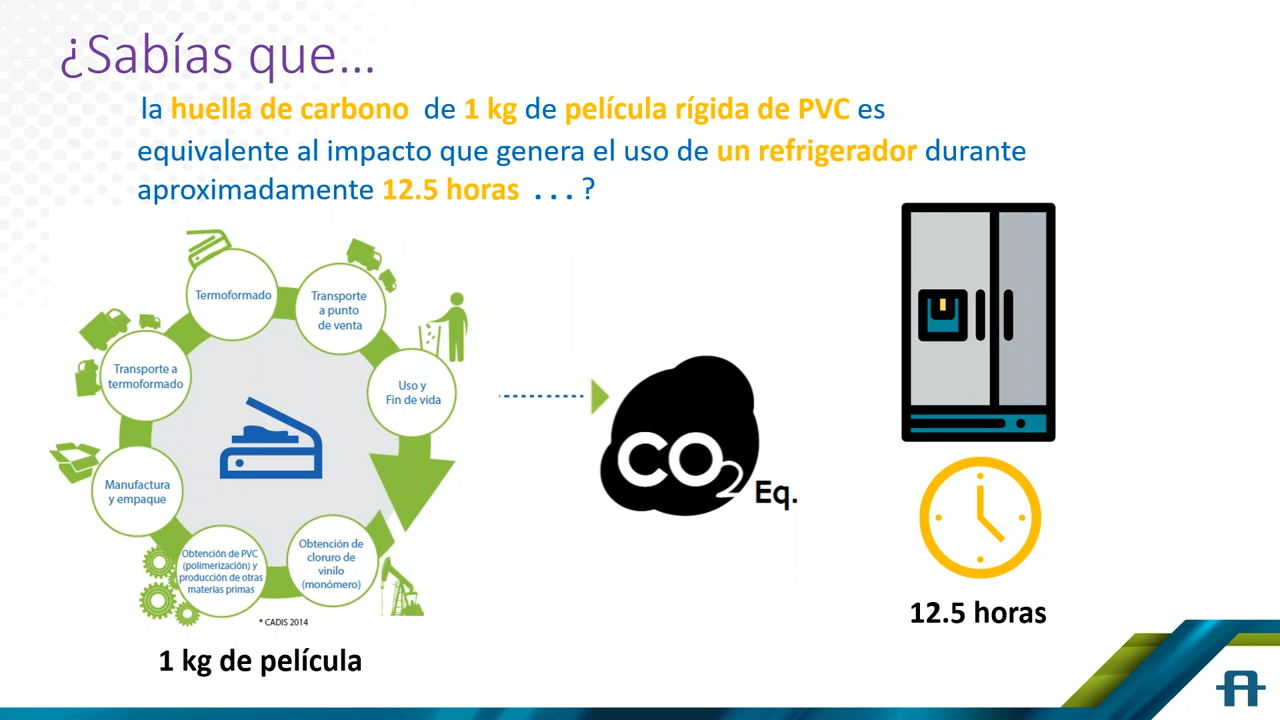 ¿Sabías que...
la huella de carbono de 1 kg de película rígida de PVC es
equivalente al impacto que genera el uso de un refrigerador durante
aproximadamente 12.5 horas . . . ?
Termoformado
Transporte
a punto
de venta
Transporte a
termoformado
Uso y
Fin de vida
Manufactura
y empaque
Obtención de PVC
(polimerización) y
producción de otras
materias primas
Obtención de
cloruro de
vinilo
(monómero)
* CADIS 2014
1 kg de película
CO2
Eq.
12.5 horas